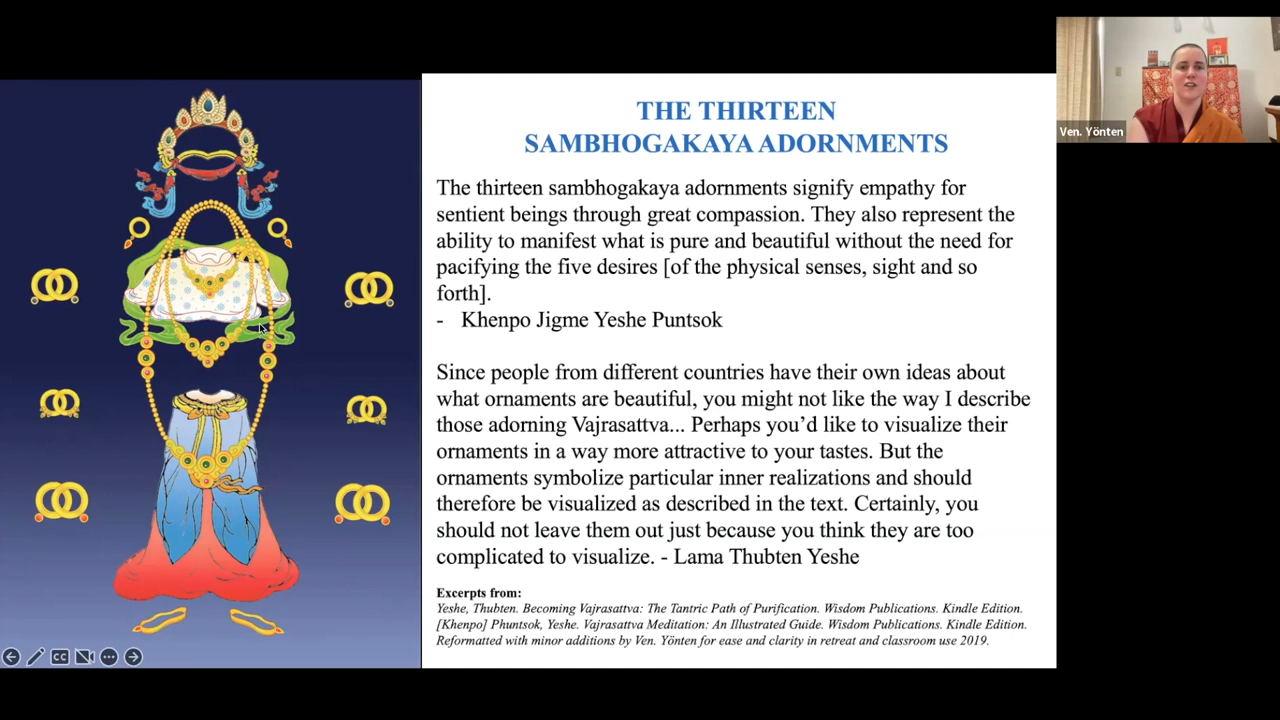 THE THIRTEEN
SAMBHOGAKAYA ADORNMENTS
The thirteen sambhogakaya adornments signify empathy for
sentient beings through great compassion. They also represent the
ability to manifest what is pure and beautiful without the need for
pacifying the five desires [of the physical senses, sight and so
forth].
- Khenpo Jigme Yeshe Puntsok
Since people from different countries have their own ideas about
what ornaments are beautiful, you might not like the way I describe
those adorning Vajrasattva... Perhaps you’d like to visualize their
ornaments in a way more attractive to your tastes. But the
ornaments symbolize particular inner realizations and should
therefore be visualized as described in the text. Certainly, you
should not leave them out just because you think they are too
complicated to visualize. - Lama Thubten Yeshe
Excerpts from:
Yeshe, Thubten. Becoming Vajrasattva: The Tantric Path of Purification. Wisdom Publications. Kindle Edition.
[Khenpo] Phuntsok, Yeshe. Vajrasattva Meditation: An Illustrated Guide. Wisdom Publications. Kindle Edition.
Reformatted with minor additions by Ven. Yönten for ease and clarity in retreat and classroom use 2019.
Ven. Yönten
CC